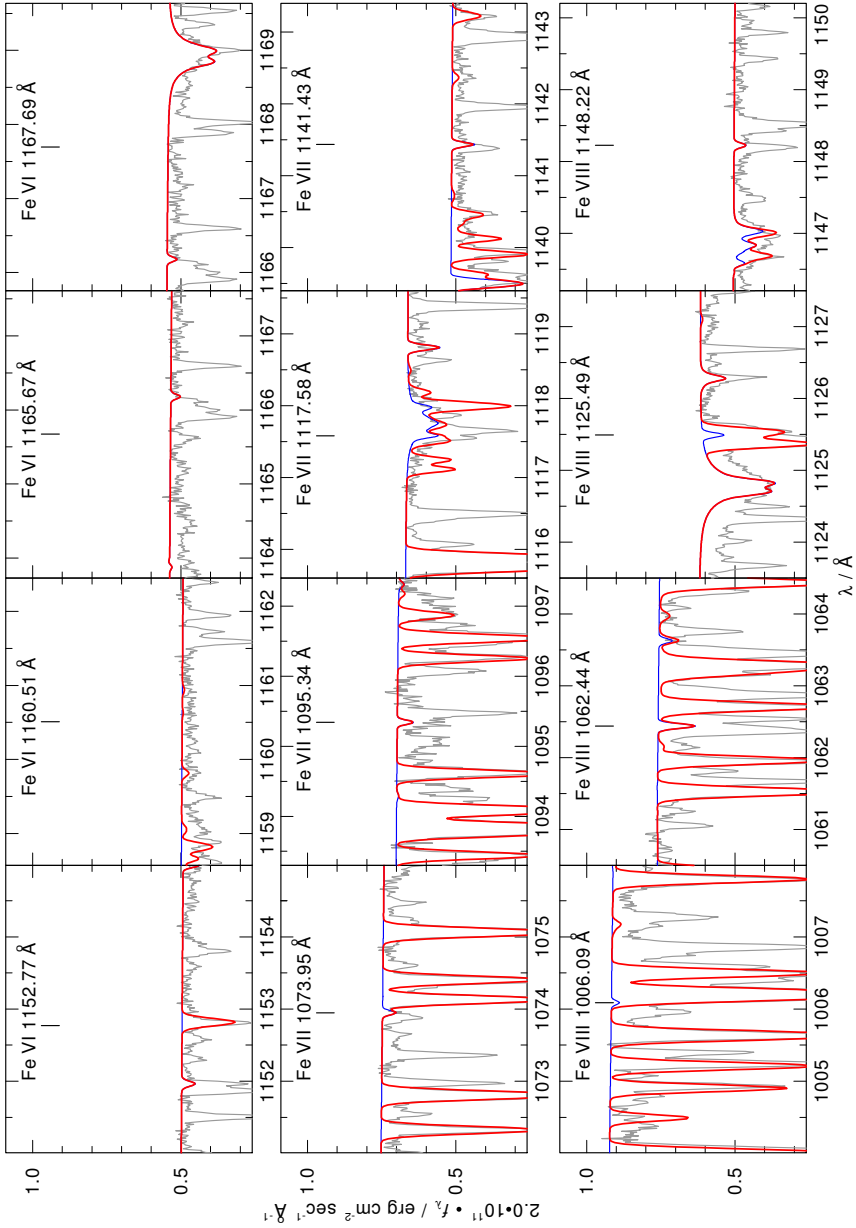 Fe VI 1152.77 Å
Fe VI 1160.51 Å
Fe VI 1165.67 Å
Fe VI 1167.69 Å
1.0
0.5
1152 1153 1154
1159 1160 1161 1162
1164 1165 1166 1167
1166 1167 1168 1169
2.0•10¹¹ • f_λ / erg cm⁻² sec⁻¹ Å⁻¹
Fe VII 1073.95 Å
Fe VII 1095.34 Å
Fe VII 1117.58 Å
Fe VII 1141.43 Å
1.0
0.5
1073 1074 1075
1094 1095 1096 1097
1116 1117 1118 1119
1140 1141 1142 1143
Fe VIII 1006.09 Å
Fe VIII 1062.44 Å
Fe VIII 1125.49 Å
Fe VIII 1148.22 Å
1.0
0.5
1005 1006 1007
1061 1062 1063 1064
1124 1125 1126 1127
1147 1148 1149 1150
λ / Å